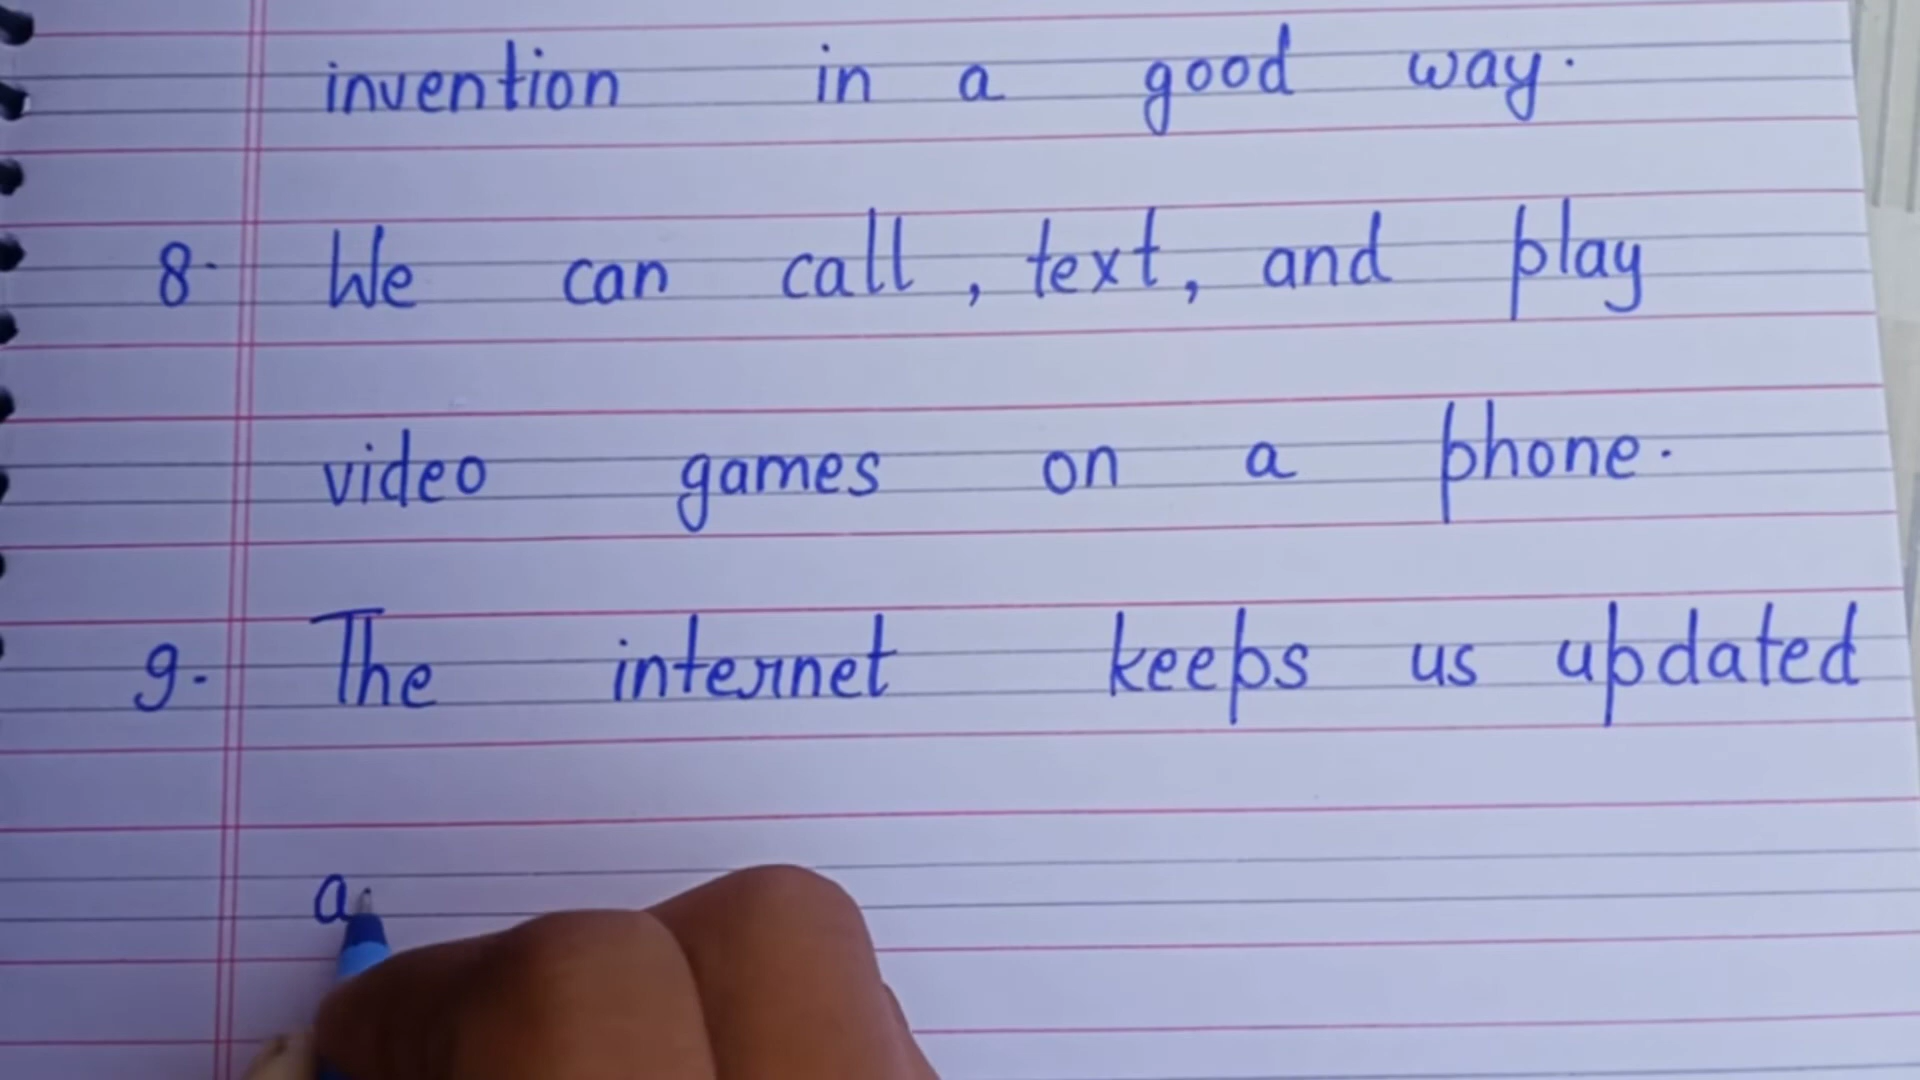 invention in a good way.
8. We can call, text, and play
video games on a phone.
9. The internet keeps us updated
a